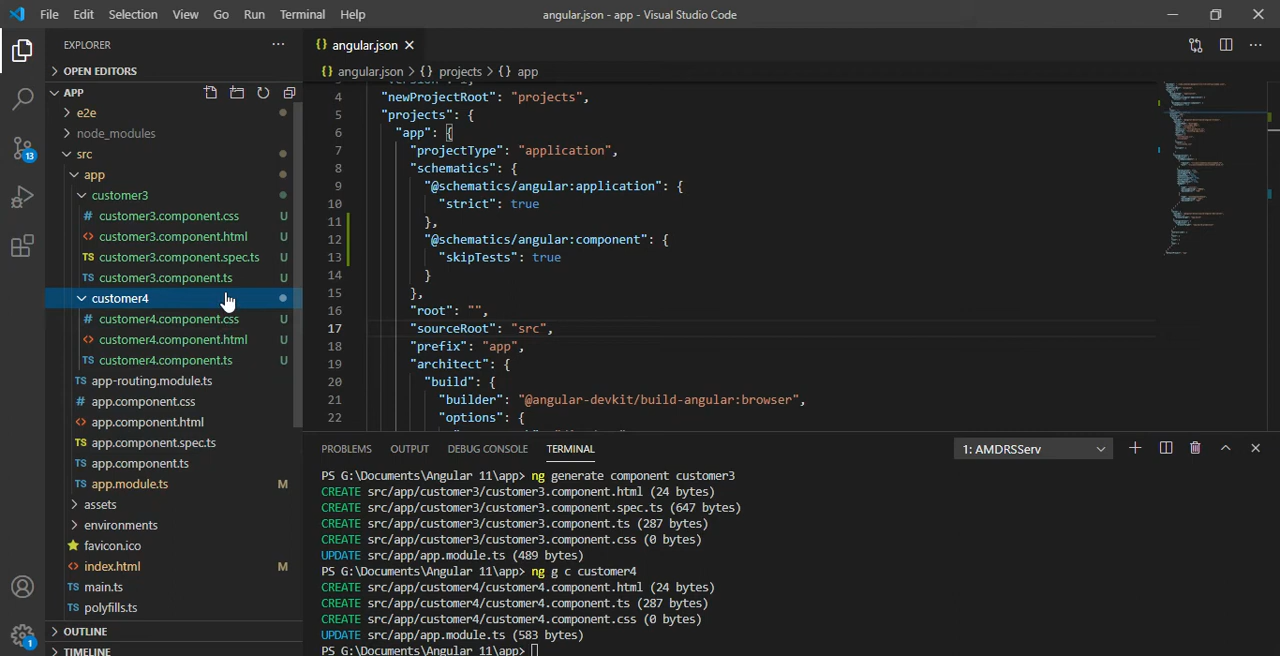 File Edit Selection View Go Run Terminal Help
angular.json - app - Visual Studio Code
EXPLORER
OPEN EDITORS
APP
e2e
node_modules
src
app
customer3
# customer3.component.css U
<> customer3.component.html U
TS customer3.component.spec.ts U
TS customer3.component.ts U
customer4
# customer4.component.css U
<> customer4.component.html U
TS customer4.component.ts U
TS app-routing.module.ts
# app.component.css
<> app.component.html
TS app.component.spec.ts
TS app.component.ts
TS app.module.ts M
assets
environments
favicon.ico
<> index.html M
TS main.ts
TS polyfills.ts
OUTLINE
TIMELINE
13
1
{} angular.json
{} angular.json > {} projects > {} app
4 "newProjectRoot": "projects",
5 "projects": {
6 "app": {
7 "projectType": "application",
8 "schematics": {
9 "@schematics/angular:application": {
10 "strict": true
11 },
12 "@schematics/angular:component": {
13 "skipTests": true
14 }
15 },
16 "root": "",
17 "sourceRoot": "src",
18 "prefix": "app",
19 "architect": {
20 "build": {
21 "builder": "@angular-devkit/build-angular:browser",
22 "options": {
PROBLEMS OUTPUT DEBUG CONSOLE TERMINAL
1: AMDRSServ
PS G:\Documents\Angular 11\app> ng generate component customer3
CREATE src/app/customer3/customer3.component.html (24 bytes)
CREATE src/app/customer3/customer3.component.spec.ts (647 bytes)
CREATE src/app/customer3/customer3.component.ts (287 bytes)
CREATE src/app/customer3/customer3.component.css (0 bytes)
UPDATE src/app/app.module.ts (489 bytes)
PS G:\Documents\Angular 11\app> ng g c customer4
CREATE src/app/customer4/customer4.component.html (24 bytes)
CREATE src/app/customer4/customer4.component.ts (287 bytes)
CREATE src/app/customer4/customer4.component.css (0 bytes)
UPDATE src/app/app.module.ts (583 bytes)
PS G:\Documents\Angular 11\app>